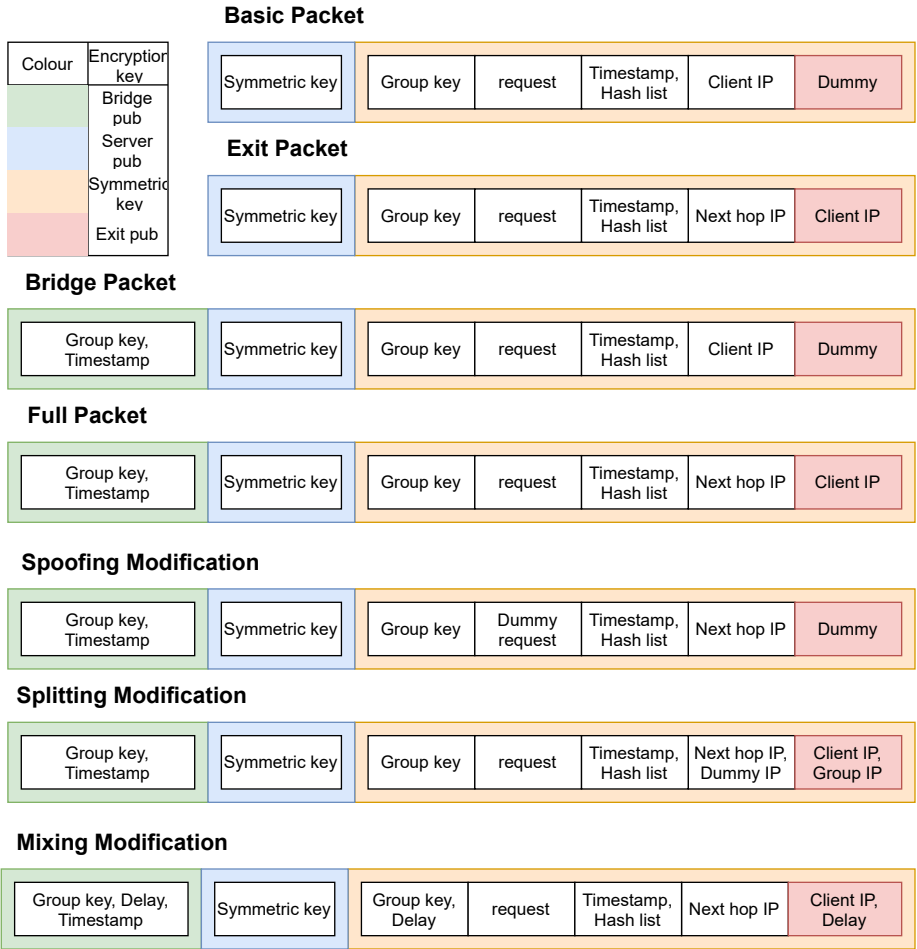 Basic Packet
Colour
Encryption
key
Bridge
pub
Server
pub
Symmetric
key
Exit pub
Symmetric key
Group key
request
Timestamp,
Hash list
Client IP
Dummy
Exit Packet
Symmetric key
Group key
request
Timestamp,
Hash list
Next hop IP
Client IP
Bridge Packet
Group key,
Timestamp
Symmetric key
Group key
request
Timestamp,
Hash list
Client IP
Dummy
Full Packet
Group key,
Timestamp
Symmetric key
Group key
request
Timestamp,
Hash list
Next hop IP
Client IP
Spoofing Modification
Group key,
Timestamp
Symmetric key
Group key
Dummy
request
Timestamp,
Hash list
Next hop IP
Dummy
Splitting Modification
Group key,
Timestamp
Symmetric key
Group key
request
Timestamp,
Hash list
Next hop IP,
Dummy IP
Client IP,
Group IP
Mixing Modification
Group key, Delay,
Timestamp
Symmetric key
Group key,
Delay
request
Timestamp,
Hash list
Next hop IP
Client IP,
Delay